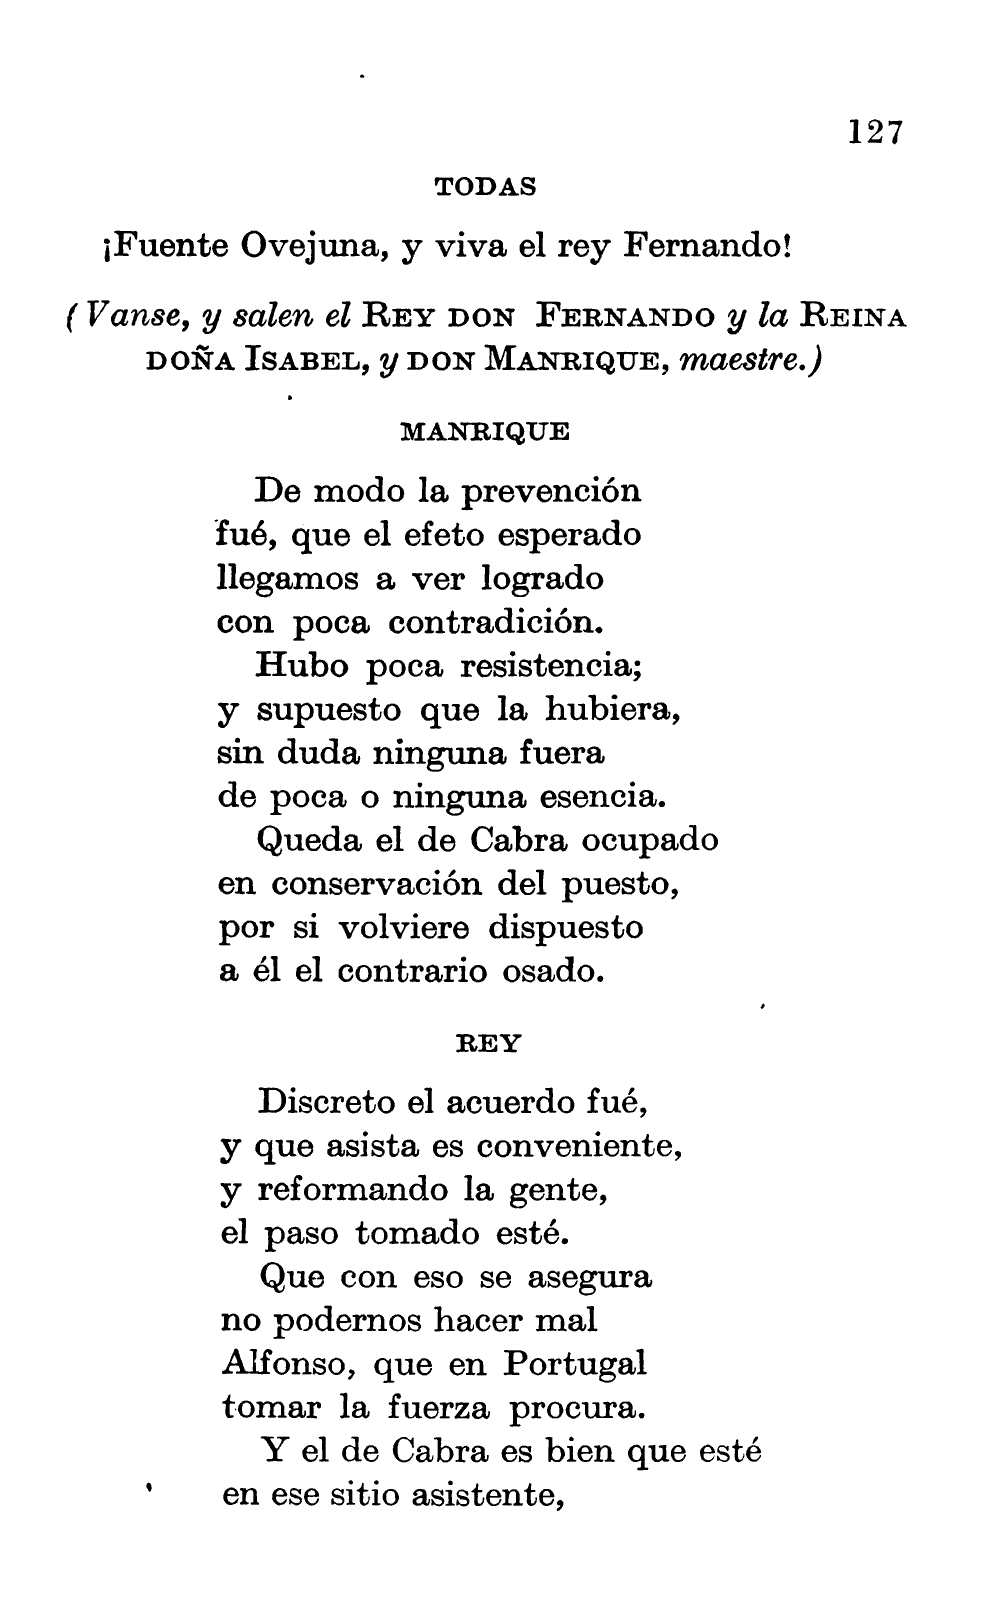 127
TODAS
¡Fuente Ovejuna, y viva el rey Fernando!
(Vanse, y salen el REY DON FERNANDO y la REINA
DOÑA ISABEL, y DON MANRIQUE, maestre.)
MANRIQUE
De modo la prevención
fué, que el efeto esperado
llegamos a ver logrado
con poca contradición.
Hubo poca resistencia;
y supuesto que la hubiera,
sin duda ninguna fuera
de poca o ninguna esencia.
Queda el de Cabra ocupado
en conservación del puesto,
por si volviere dispuesto
a él el contrario osado.
REY
Discreto el acuerdo fué,
y que asista es conveniente,
y reformando la gente,
el paso tomado esté.
Que con eso se asegura
no podernos hacer mal
Alfonso, que en Portugal
tomar la fuerza procura.
Y el de Cabra es bien que esté
en ese sitio asistente,